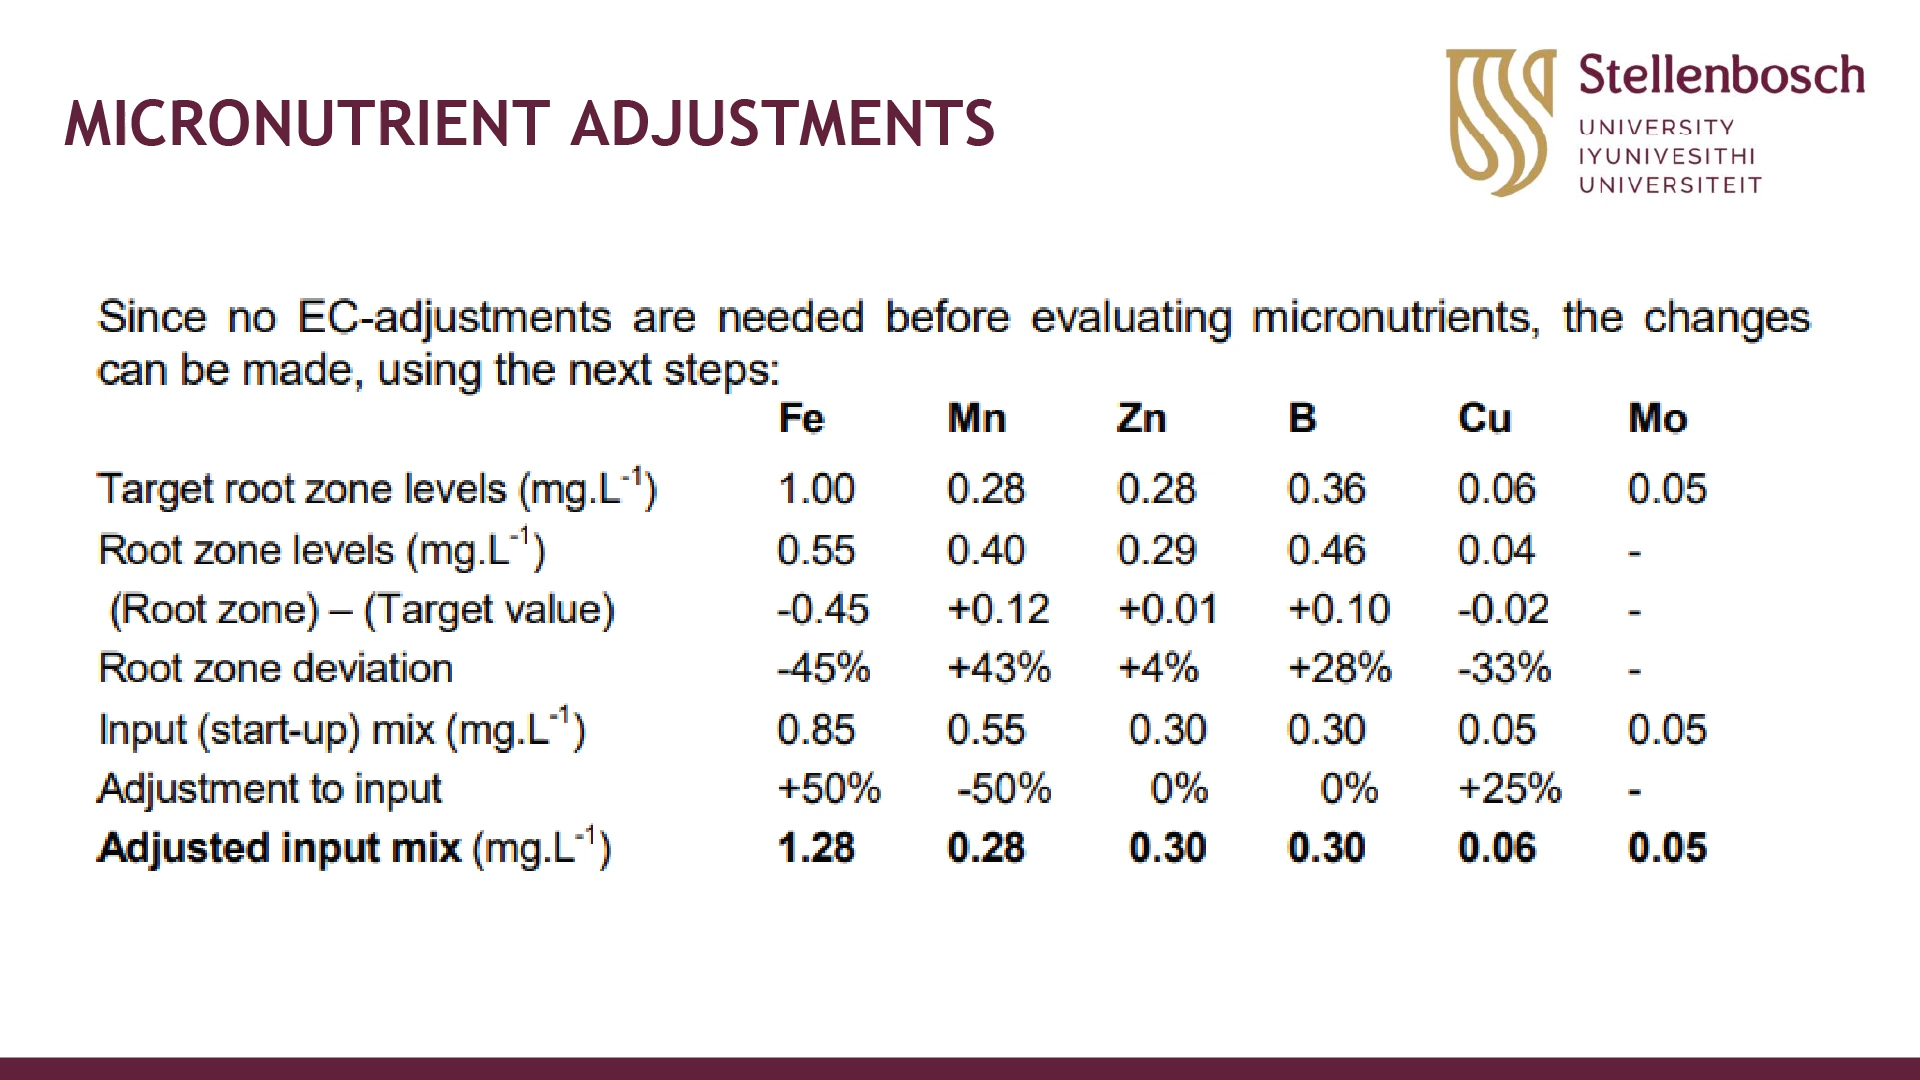 MICRONUTRIENT ADJUSTMENTS
Stellenbosch
UNIVERSITY
IYUNIVESITHI
UNIVERSITEIT
Since no EC-adjustments are needed before evaluating micronutrients, the changes
can be made, using the next steps:
Fe Mn Zn B Cu Mo
Target root zone levels (mg.L⁻¹) 1.00 0.28 0.28 0.36 0.06 0.05
Root zone levels (mg.L⁻¹) 0.55 0.40 0.29 0.46 0.04 -
(Root zone) – (Target value) -0.45 +0.12 +0.01 +0.10 -0.02 -
Root zone deviation -45% +43% +4% +28% -33% -
Input (start-up) mix (mg.L⁻¹) 0.85 0.55 0.30 0.30 0.05 0.05
Adjustment to input +50% -50% 0% 0% +25% -
Adjusted input mix (mg.L⁻¹) 1.28 0.28 0.30 0.30 0.06 0.05